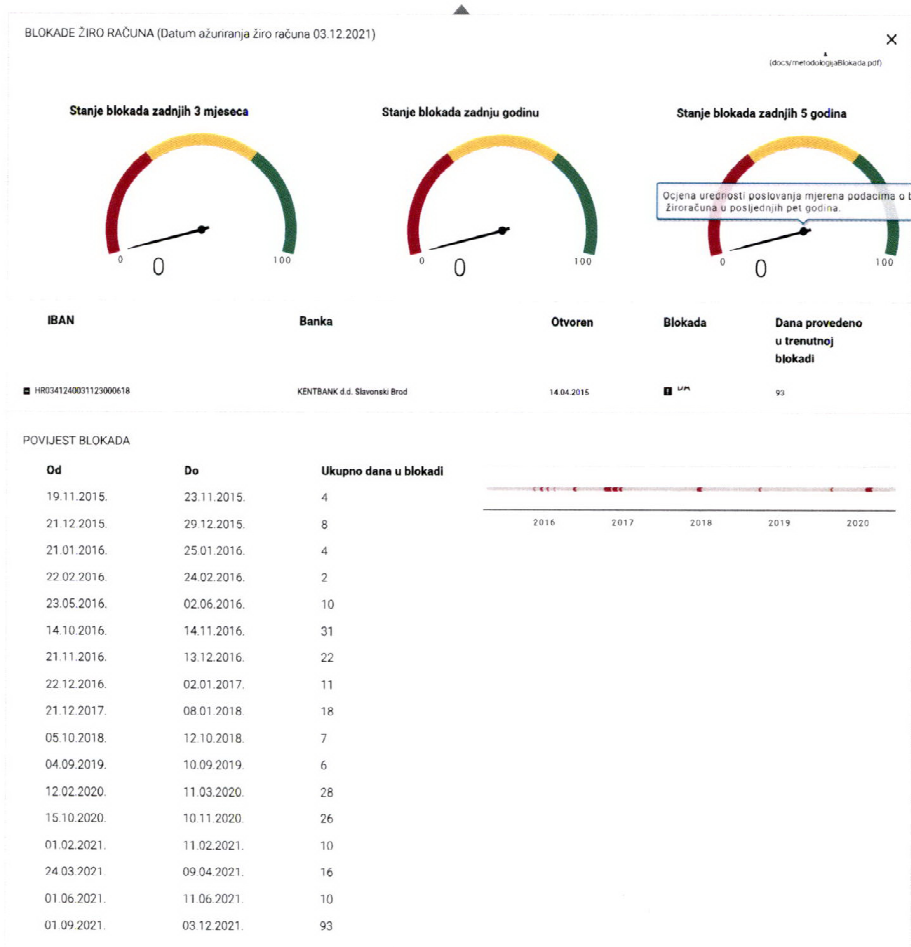 BLOKADE ŽIRO RAČUNA (Datum ažuriranja žiro računa 03.12.2021)
(docs/metodologijaBlokada.pdf)
Stanje blokada zadnjih 3 mjeseca
Stanje blokada zadnju godinu
Stanje blokada zadnjih 5 godina
Ocjena urednosti poslovanja mjerena podacima o b
žiroračuna u posljednjih pet godina.
0 100
0
0 100
0
0 100
0
IBAN Banka Otvoren Blokada Dana provedeno
u trenutnoj
blokadi
HR0341240031123000618 KENTBANK d.d. Slavonski Brod 14.04.2015 DA 93
POVIJEST BLOKADA
Od Do Ukupno dana u blokadi
19.11.2015. 23.11.2015. 4
21.12.2015. 29.12.2015. 8
21.01.2016. 25.01.2016. 4
22.02.2016. 24.02.2016. 2
23.05.2016. 02.06.2016. 10
14.10.2016. 14.11.2016. 31
21.11.2016. 13.12.2016. 22
22.12.2016. 02.01.2017. 11
21.12.2017. 08.01.2018. 18
05.10.2018. 12.10.2018. 7
04.09.2019. 10.09.2019. 6
12.02.2020. 11.03.2020. 28
15.10.2020. 10.11.2020. 26
01.02.2021. 11.02.2021. 10
24.03.2021. 09.04.2021. 16
01.06.2021. 11.06.2021. 10
01.09.2021. 03.12.2021. 93
2016 2017 2018 2019 2020